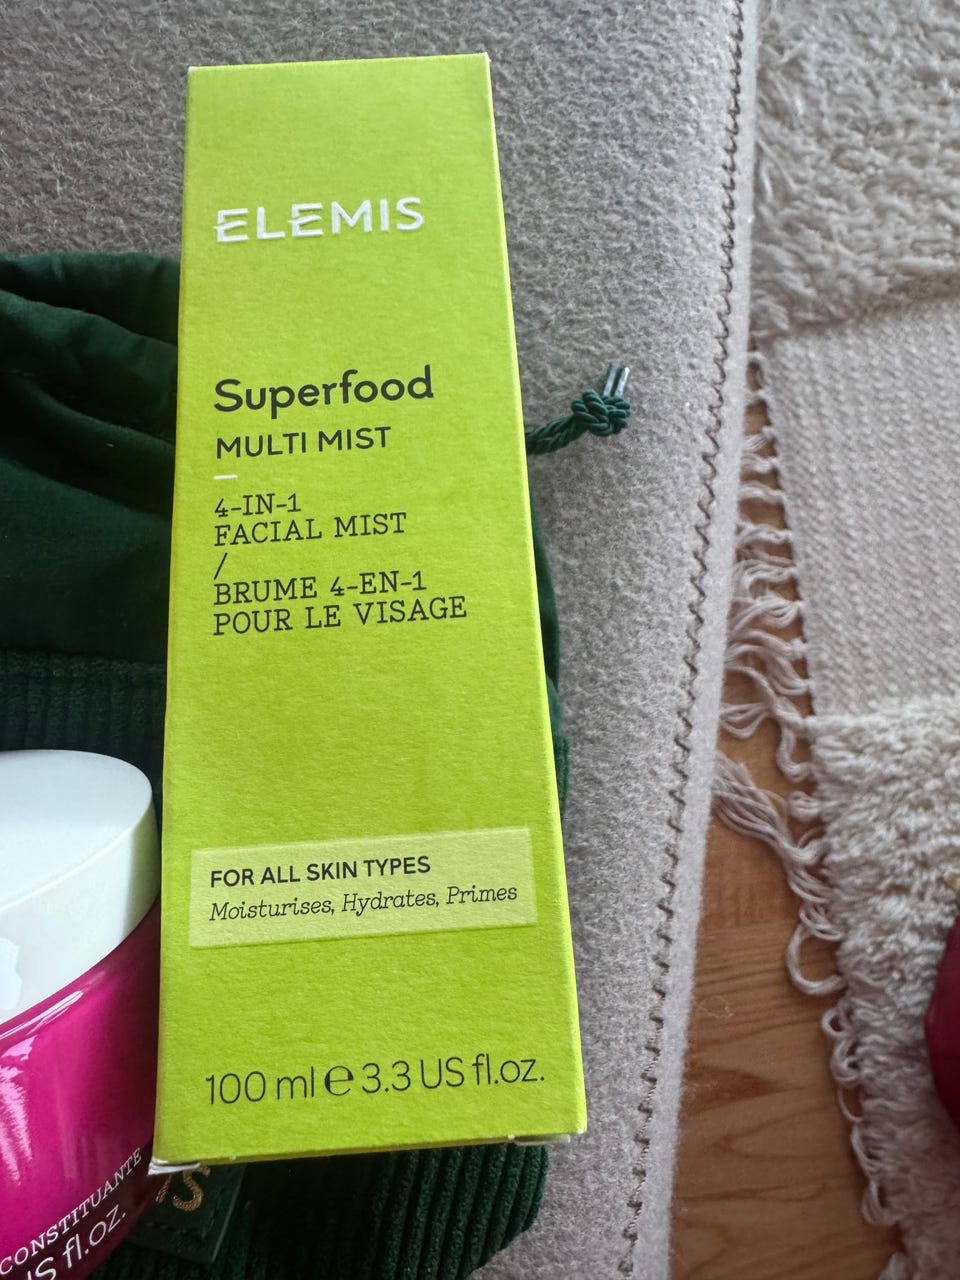 ELEMIS
Superfood
MULTI MIST
4-IN-1
FACIAL MIST
/
BRUME 4-EN-1
POUR LE VISAGE
FOR ALL SKIN TYPES
Moisturises, Hydrates, Primes
100 ml e 3.3 US fl.oz.
CONSTITUANTE
US fl.oz.